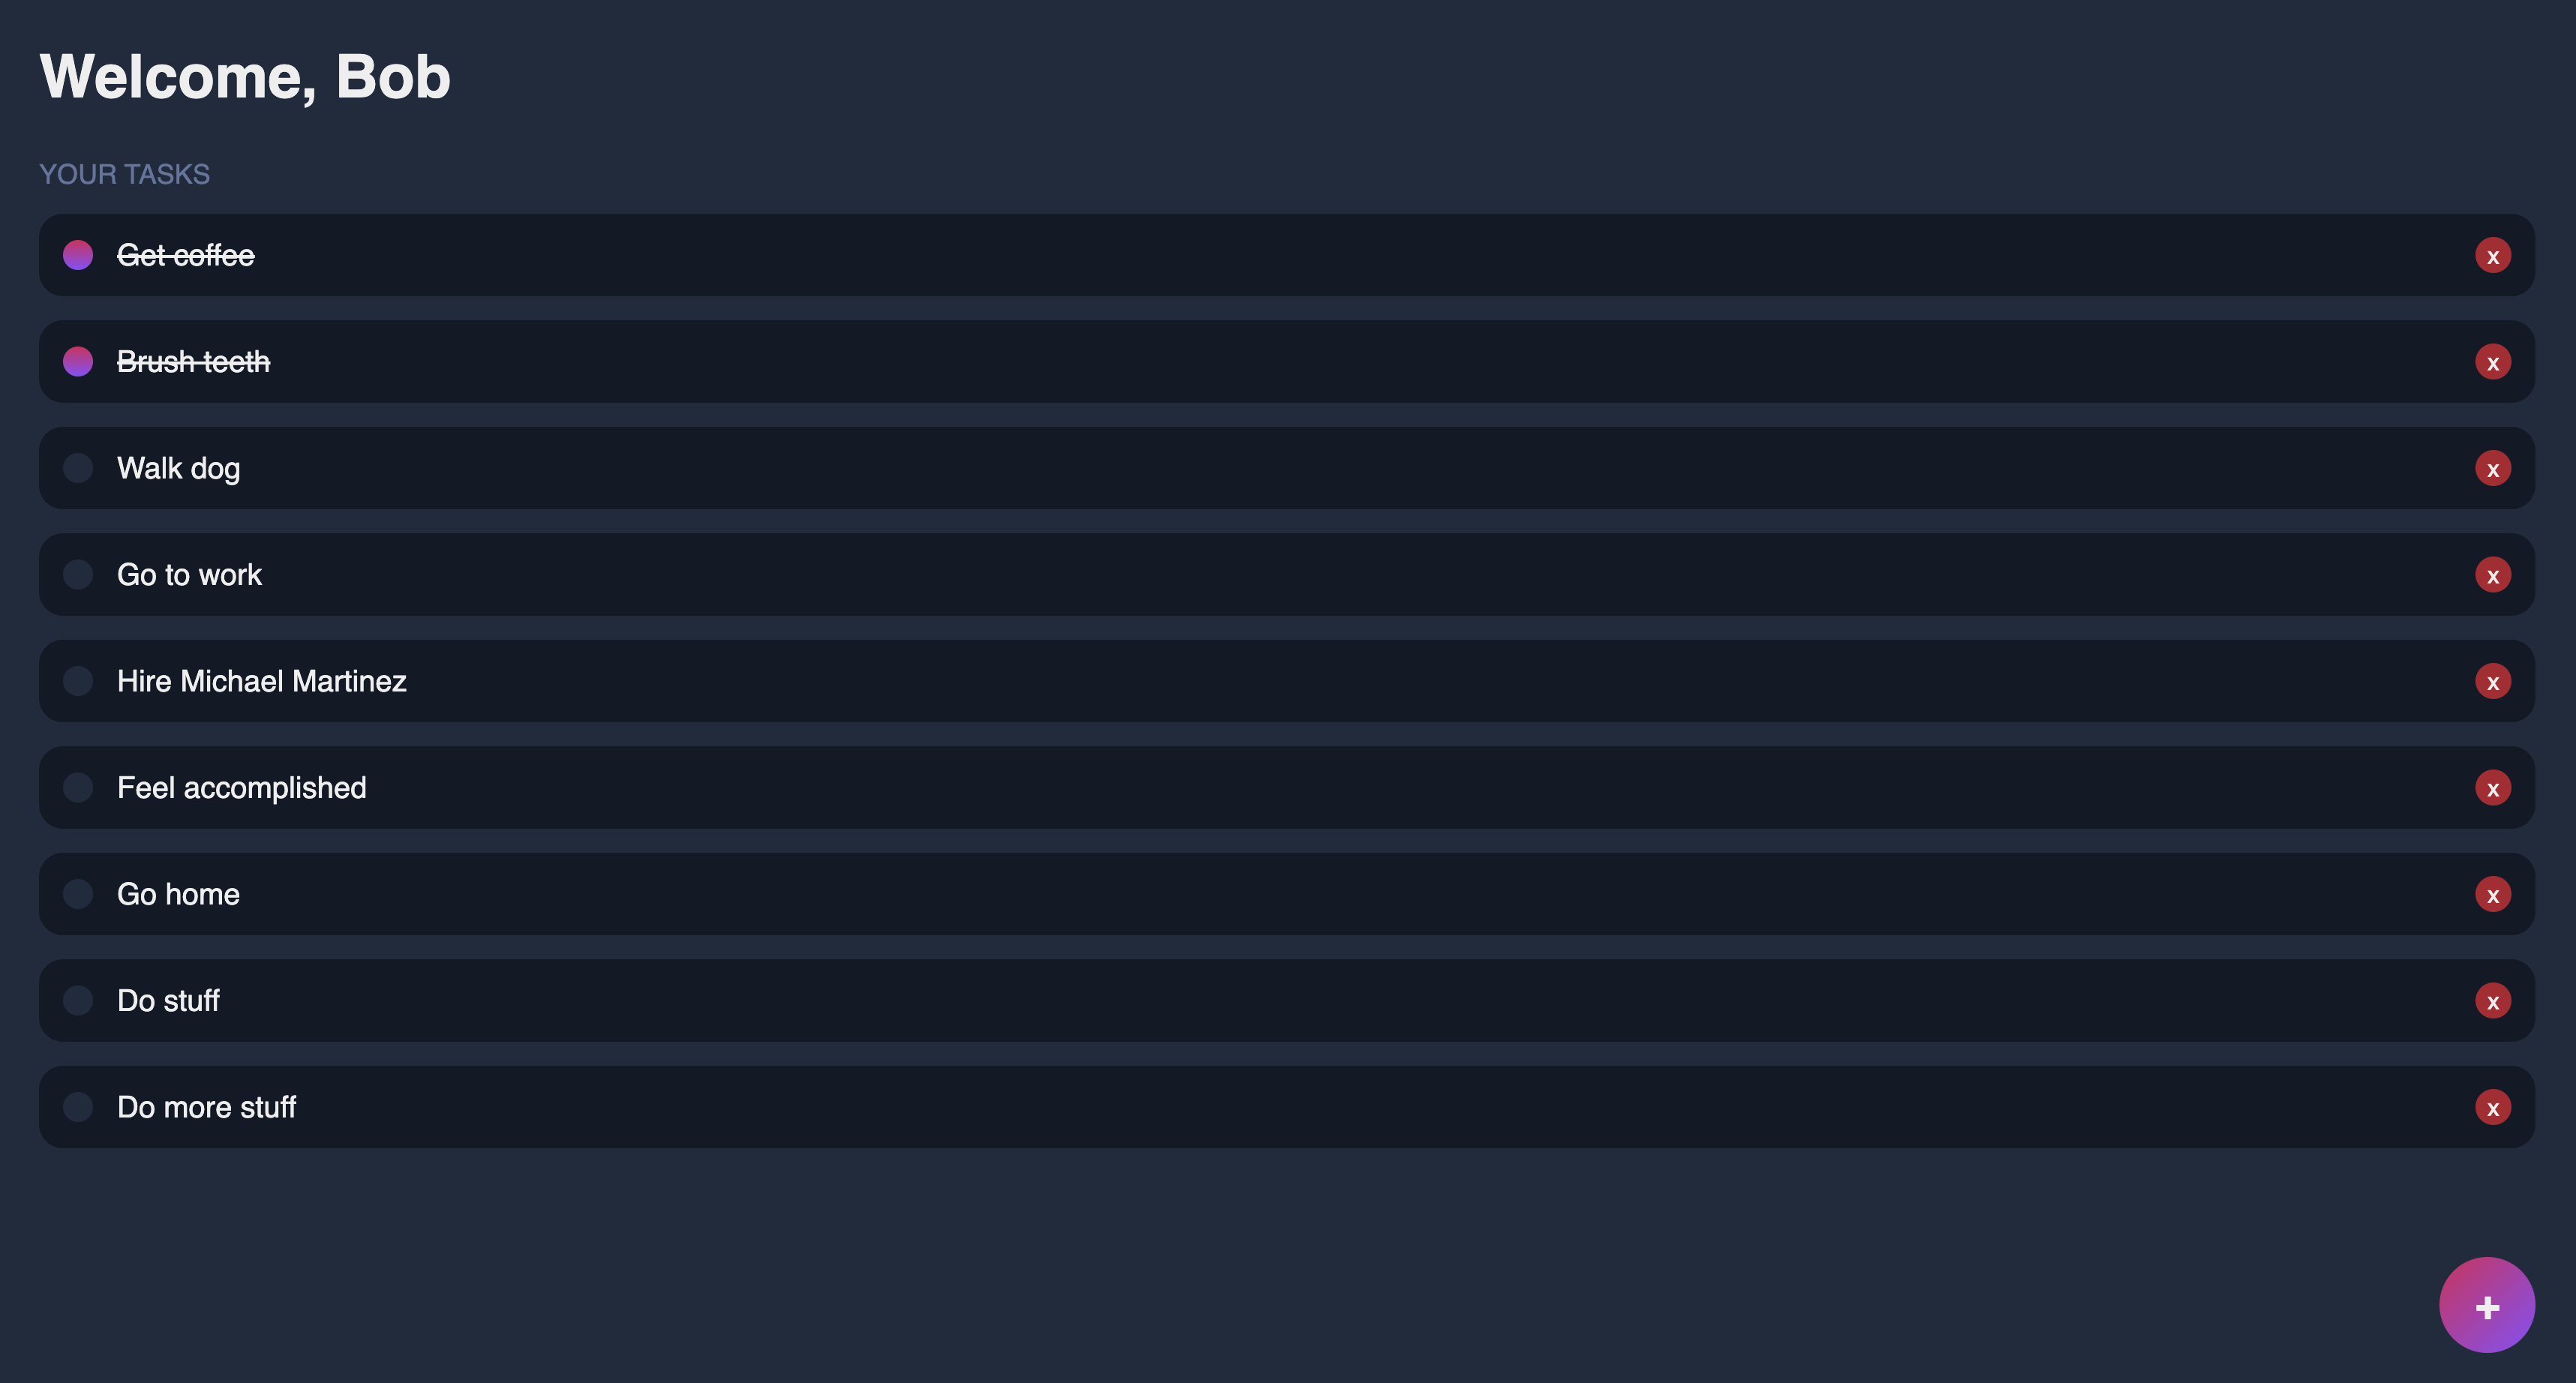 Welcome, Bob
YOUR TASKS
Get coffee
x
Brush teeth
x
Walk dog
x
Go to work
x
Hire Michael Martinez
x
Feel accomplished
x
Go home
x
Do stuff
x
Do more stuff
x
+